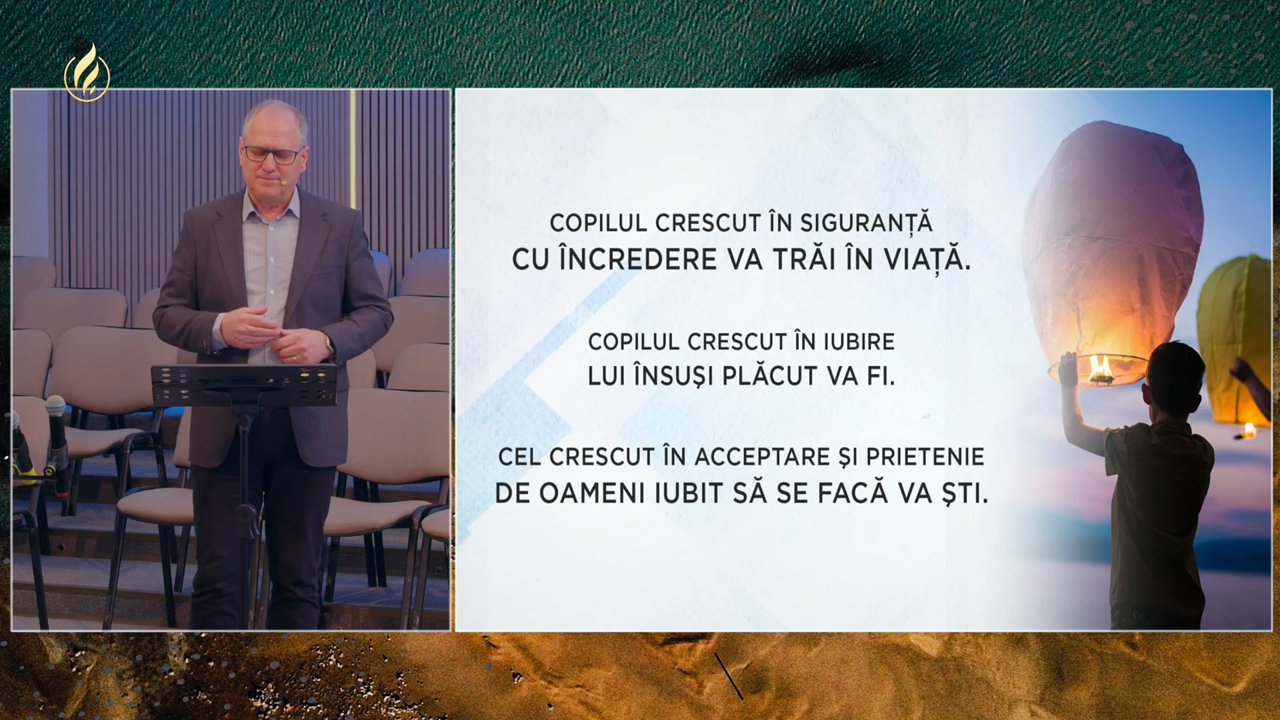 COPILUL CRESCUT ÎN SIGURANȚĂ
CU ÎNCREDERE VA TRĂI ÎN VIAȚĂ.
COPILUL CRESCUT ÎN IUBIRE
LUI ÎNSUȘI PLĂCUT VA FI.
CEL CRESCUT ÎN ACCEPTARE ȘI PRIETENIE
DE OAMENI IUBIT SĂ SE FACĂ VA ȘTI.